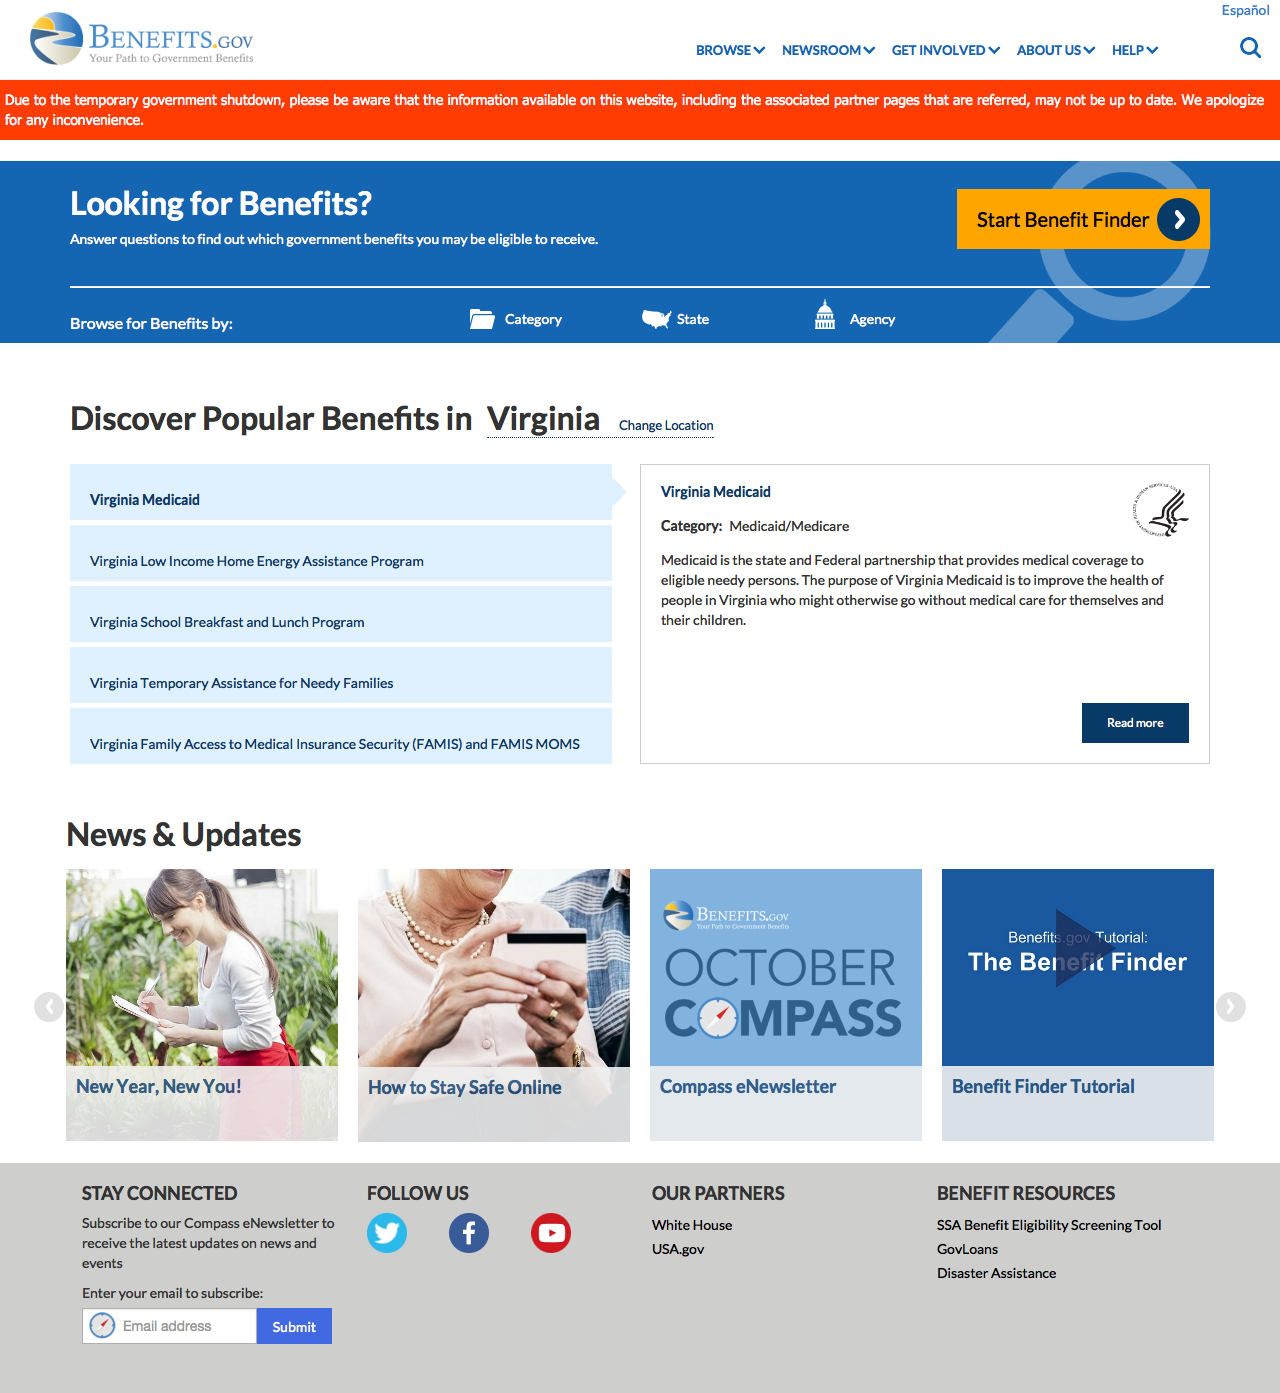 Español
BENEFITS.GOV
Your Path to Government Benefits
BROWSE NEWSROOM GET INVOLVED ABOUT US HELP
Due to the temporary government shutdown, please be aware that the information available on this website, including the associated partner pages that are referred, may not be up to date. We apologize
for any inconvenience.
Looking for Benefits?
Answer questions to find out which government benefits you may be eligible to receive.
Start Benefit Finder
Browse for Benefits by:
Category
State
Agency
Discover Popular Benefits in Virginia Change Location
Virginia Medicaid
Virginia Low Income Home Energy Assistance Program
Virginia School Breakfast and Lunch Program
Virginia Temporary Assistance for Needy Families
Virginia Family Access to Medical Insurance Security (FAMIS) and FAMIS MOMS
Virginia Medicaid
Category: Medicaid/Medicare
Medicaid is the state and Federal partnership that provides medical coverage to
eligible needy persons. The purpose of Virginia Medicaid is to improve the health of
people in Virginia who might otherwise go without medical care for themselves and
their children.
Read more
News & Updates
New Year, New You!
How to Stay Safe Online
BENEFITS.GOV
Your Path to Government Benefits
OCTOBER
COMPASS
Compass eNewsletter
Benefits.gov Tutorial:
The Benefit Finder
Benefit Finder Tutorial
STAY CONNECTED
Subscribe to our Compass eNewsletter to
receive the latest updates on news and
events
Enter your email to subscribe:
Email address
Submit
FOLLOW US
OUR PARTNERS
White House
USA.gov
BENEFIT RESOURCES
SSA Benefit Eligibility Screening Tool
GovLoans
Disaster Assistance